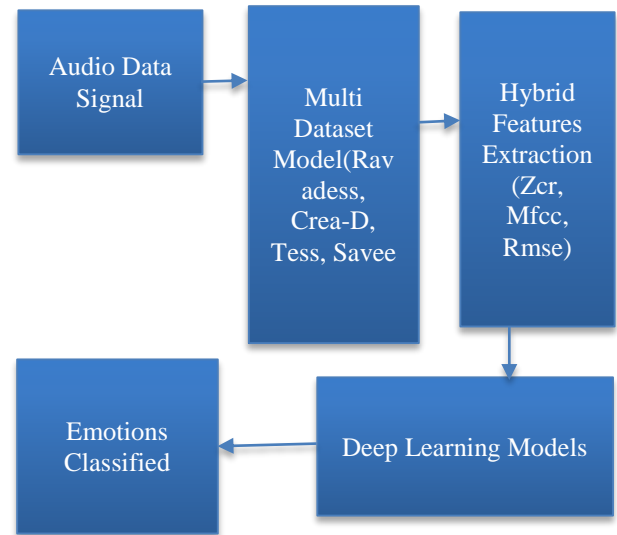 Audio Data
Signal
Multi
Dataset
Model(Rav
adess,
Crea-D,
Tess, Savee
Hybrid
Features
Extraction
(Zcr,
Mfcc,
Rmse)
Deep Learning Models
Emotions
Classified